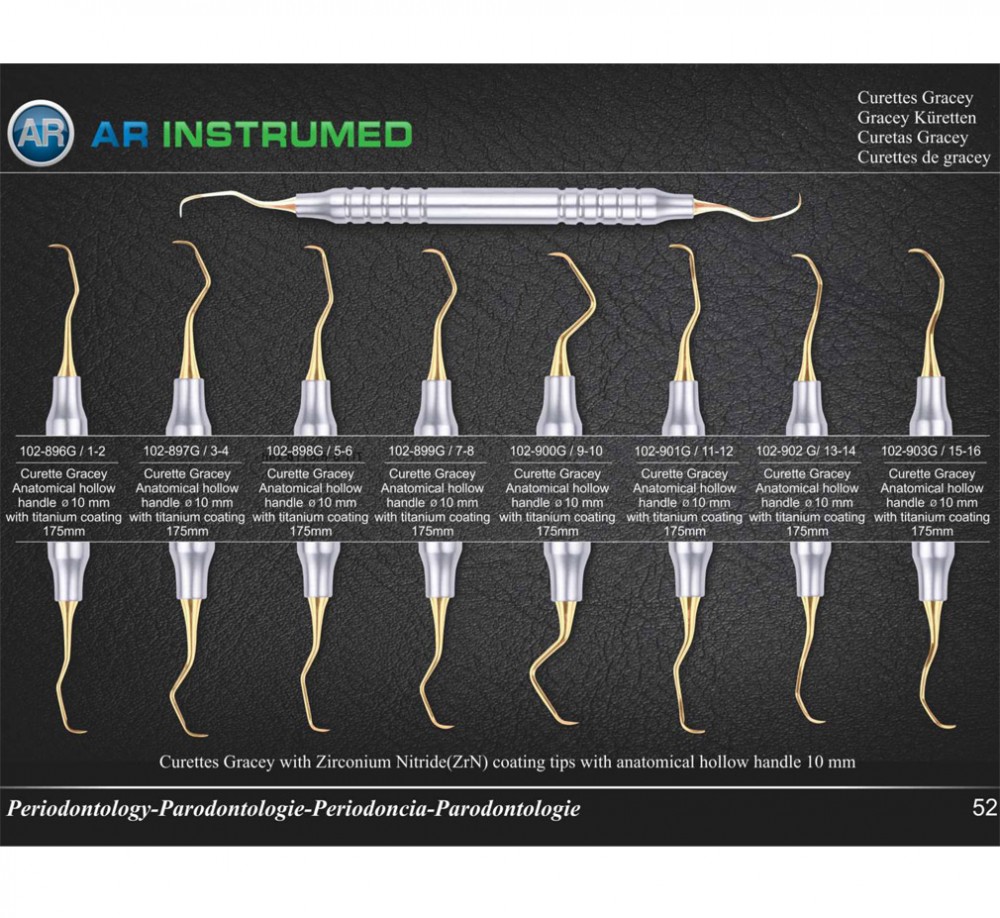 AR AR INSTRUMED
Curettes Gracey
Gracey Küretten
Curetas Gracey
Curettes de gracey
102-896G / 1-2
Curette Gracey
Anatomical hollow
handle ø 10 mm
with titanium coating
175mm
102-897G / 3-4
Curette Gracey
Anatomical hollow
handle ø 10 mm
with titanium coating
175mm
102-898G / 5-6
Curette Gracey
Anatomical hollow
handle ø 10 mm
with titanium coating
175mm
102-899G / 7-8
Curette Gracey
Anatomical hollow
handle ø 10 mm
with titanium coating
175mm
102-900G / 9-10
Curette Gracey
Anatomical hollow
handle ø 10 mm
with titanium coating
175mm
102-901G / 11-12
Curette Gracey
Anatomical hollow
handle ø 10 mm
with titanium coating
175mm
102-902 G/ 13-14
Curette Gracey
Anatomical hollow
handle ø 10 mm
with titanium coating
175mm
102-903G / 15-16
Curette Gracey
Anatomical hollow
handle ø 10 mm
with titanium coating
175mm
Curettes Gracey with Zirconium Nitride(ZrN) coating tips with anatomical hollow handle 10 mm
Periodontology-Parodontologie-Periodoncia-Parodontologie
52